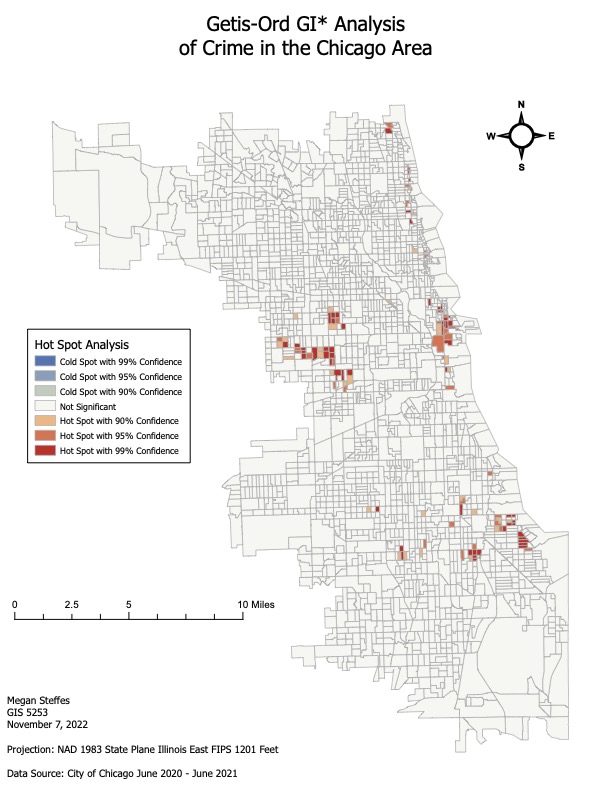 Getis-Ord GI* Analysis
of Crime in the Chicago Area
N
W
E
S
Hot Spot Analysis
Cold Spot with 99% Confidence
Cold Spot with 95% Confidence
Cold Spot with 90% Confidence
Not Significant
Hot Spot with 90% Confidence
Hot Spot with 95% Confidence
Hot Spot with 99% Confidence
0 2.5 5 10 Miles
Megan Steffes
GIS 5253
November 7, 2022
Projection: NAD 1983 State Plane Illinois East FIPS 1201 Feet
Data Source: City of Chicago June 2020 - June 2021